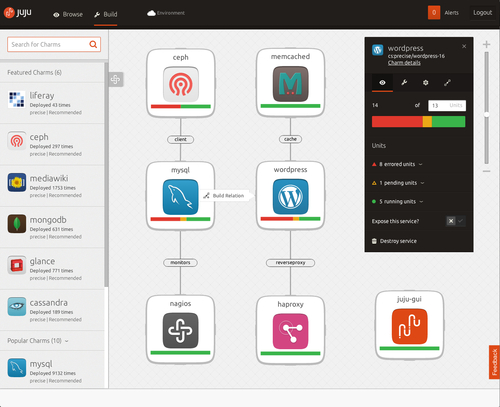 juju
Browse
Build
Environment
0
Alerts
Logout
Search for Charms
Featured Charms (6)
liferay
Deployed 43 times
precise | Recommended
ceph
Deployed 297 times
precise | Recommended
mediawiki
Deployed 1753 times
precise | Recommended
mongodb
Deployed 631 times
precise | Recommended
glance
Deployed 771 times
precise | Recommended
cassandra
Deployed 189 times
precise | Recommended
Popular Charms (10)
mysql
Deployed 9132 times
precise | Recommended
ceph
memcached
client
cache
mysql
Build Relation
wordpress
monitors
reverseproxy
nagios
haproxy
juju-gui
wordpress
cs:precise/wordpress-16
Charm details
14 of 13 UNITS
Units
8 errored units
1 pending units
5 running units
Expose this service?
Destroy service
Feedback